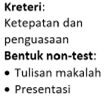 Kreteri:
Ketepatan dan
penguasaan
Bentuk non-test:
• Tulisan makalah
• Presentasi